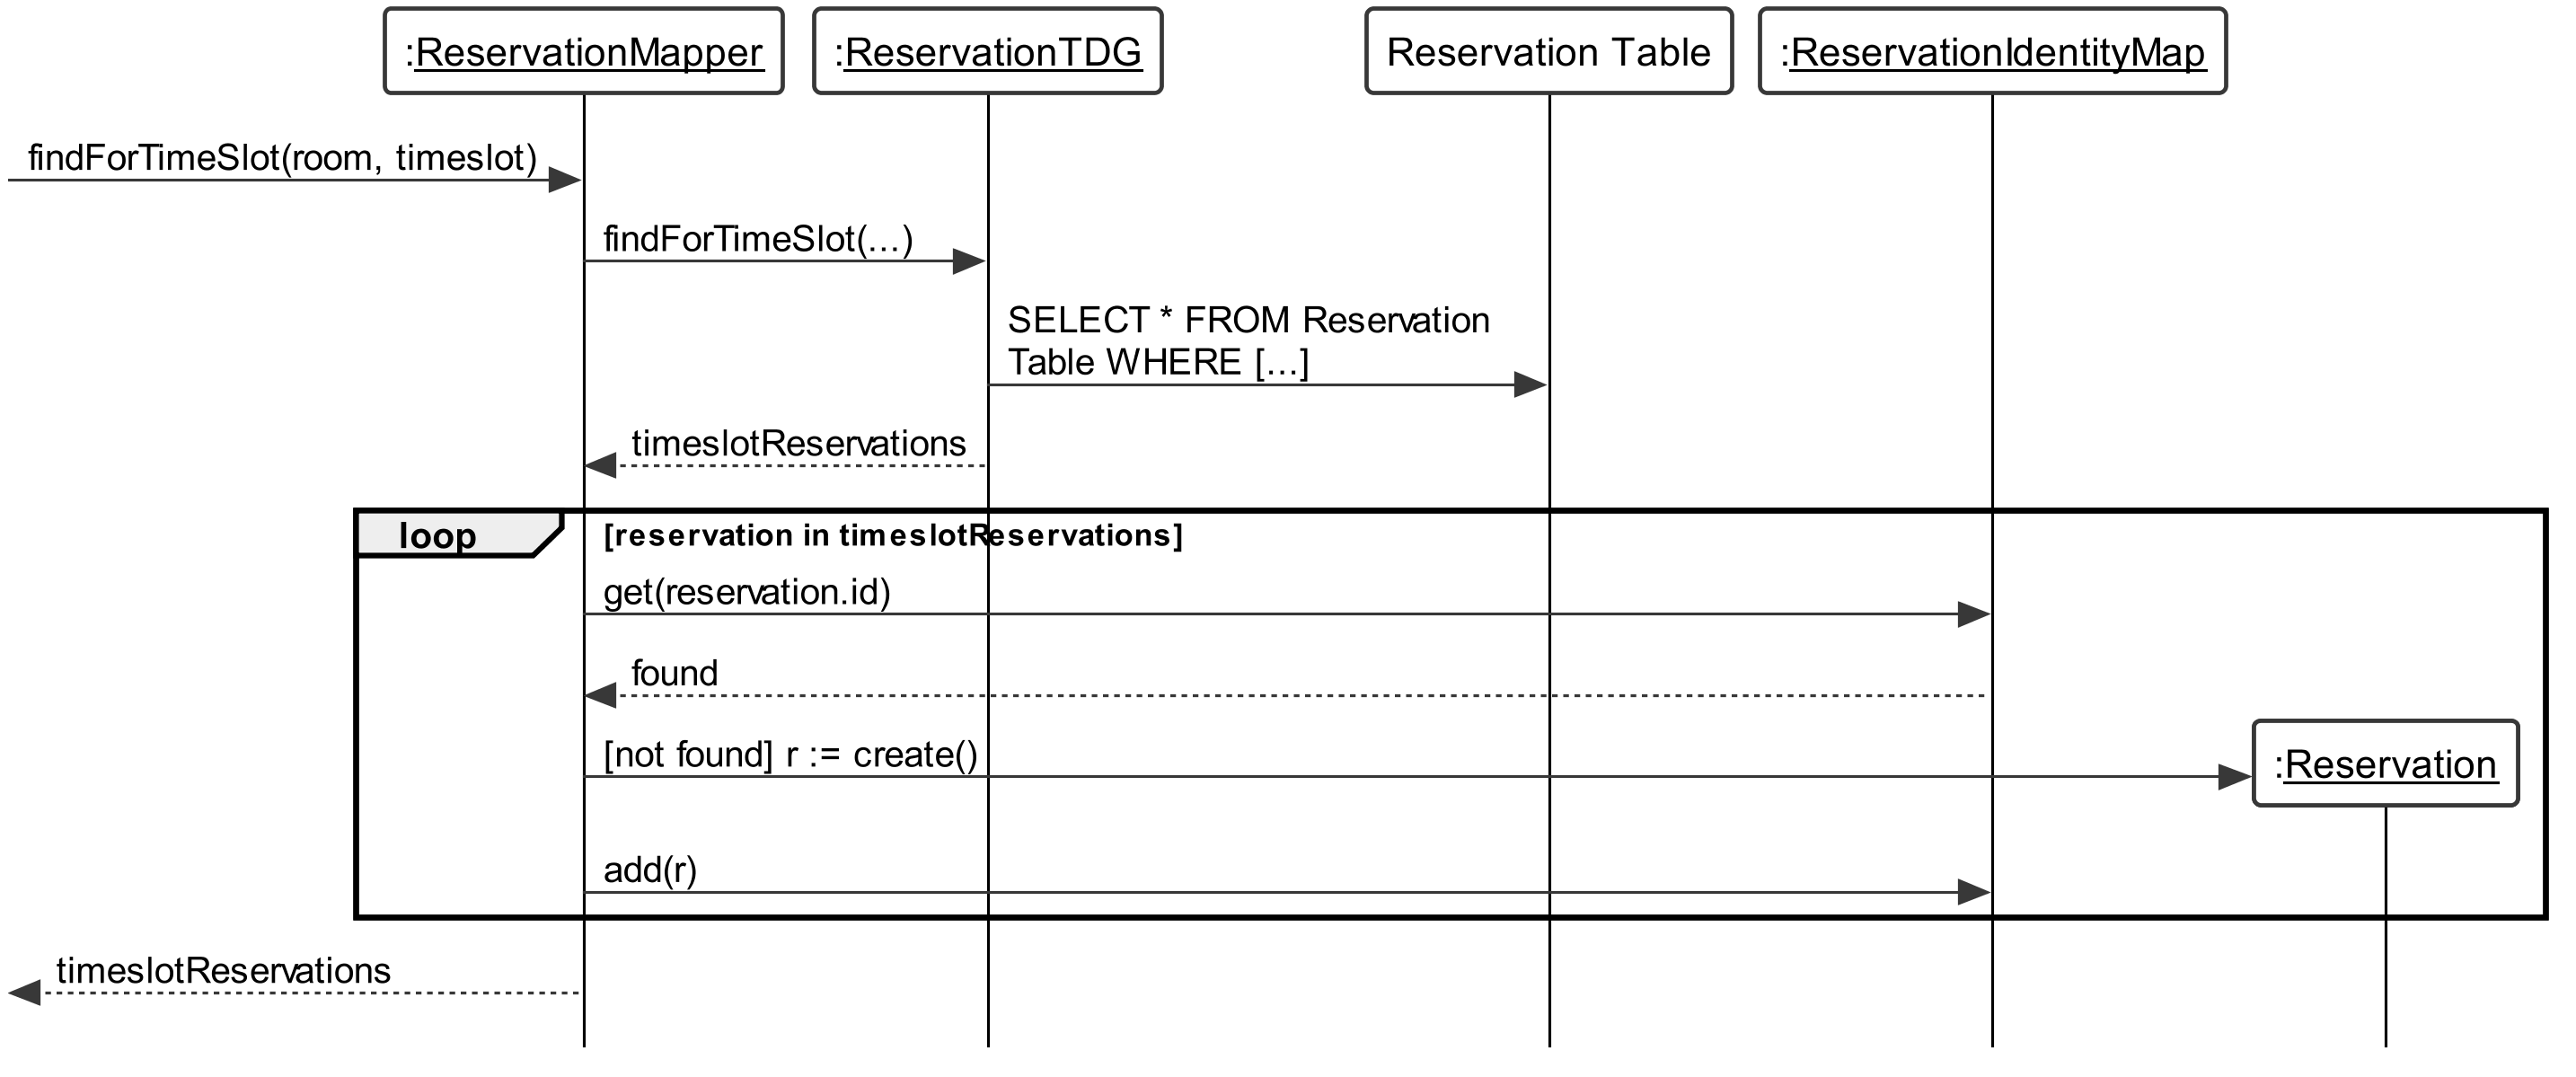 :ReservationMapper
:ReservationTDG
Reservation Table
:ReservationIdentityMap
findForTimeSlot(room, timeslot)
findForTimeSlot(...)
SELECT * FROM Reservation
Table WHERE [...]
timeslotReservations
loop
[reservation in timeslotReservations]
get(reservation.id)
found
[not found] r := create()
:Reservation
add(r)
timeslotReservations